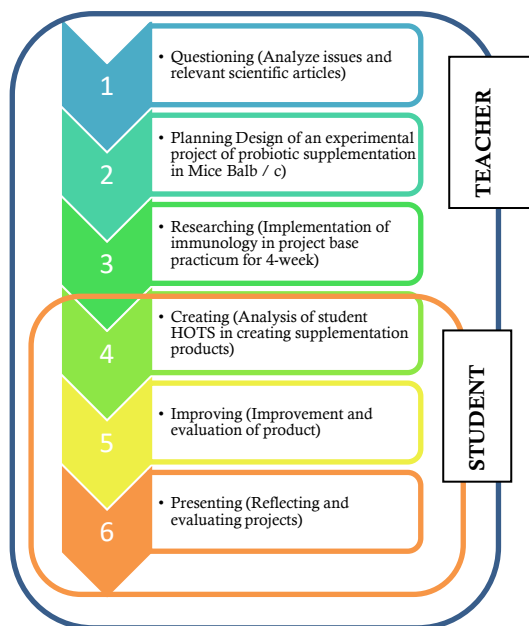 1
• Questioning (Analyze issues and
relevant scientific articles)
2
• Planning Design of an experimental
project of probiotic supplementation
in Mice Balb / c)
3
• Researching (Implementation of
immunology in project base
practicum for 4-week)
4
• Creating (Analysis of student
HOTS in creating supplementation
products)
5
• Improving (Improvement and
evaluation of product)
6
• Presenting (Reflecting and
evaluating projects)
TEACHER
STUDENT